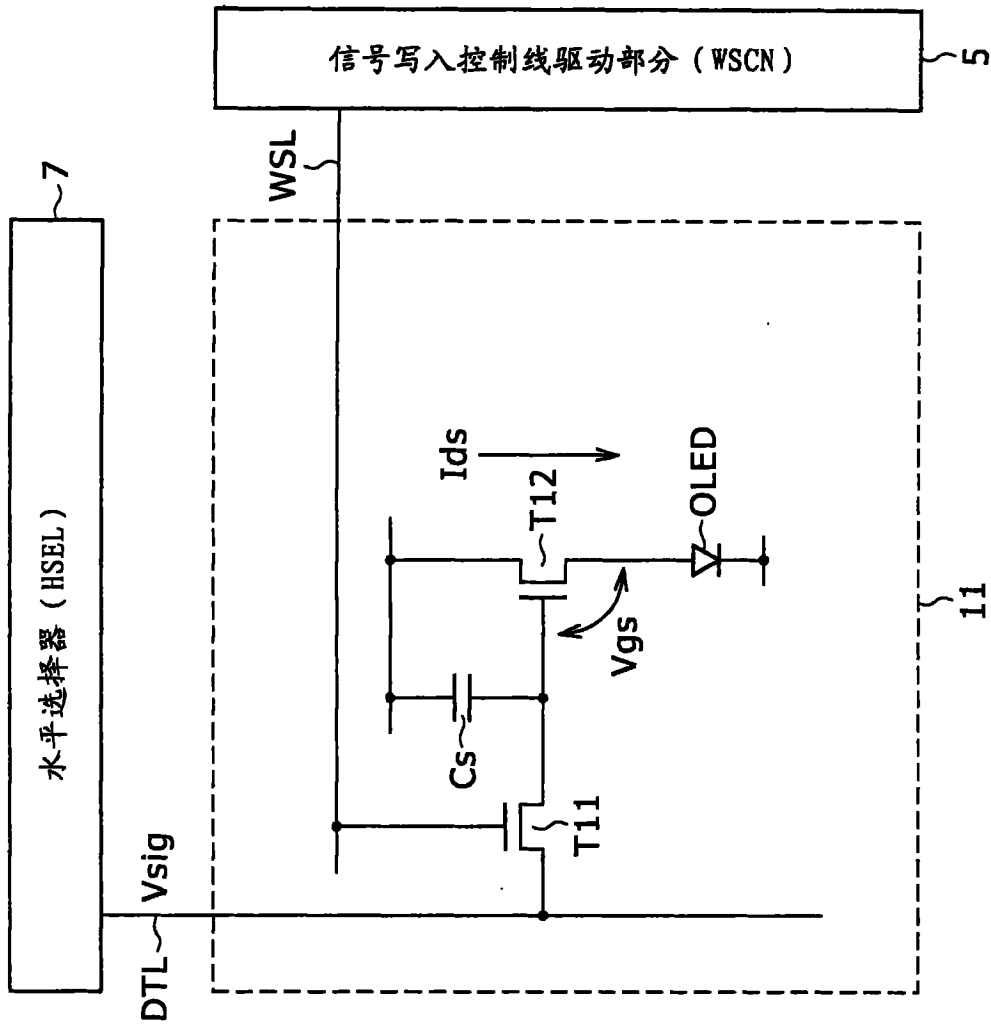 水平选择器（HSEL）
7
DTL
Vsig
WSL
信号写入控制线驱动部分（WSCN）
5
Ids
T12
Cs
Vgs
T11
OLED
11